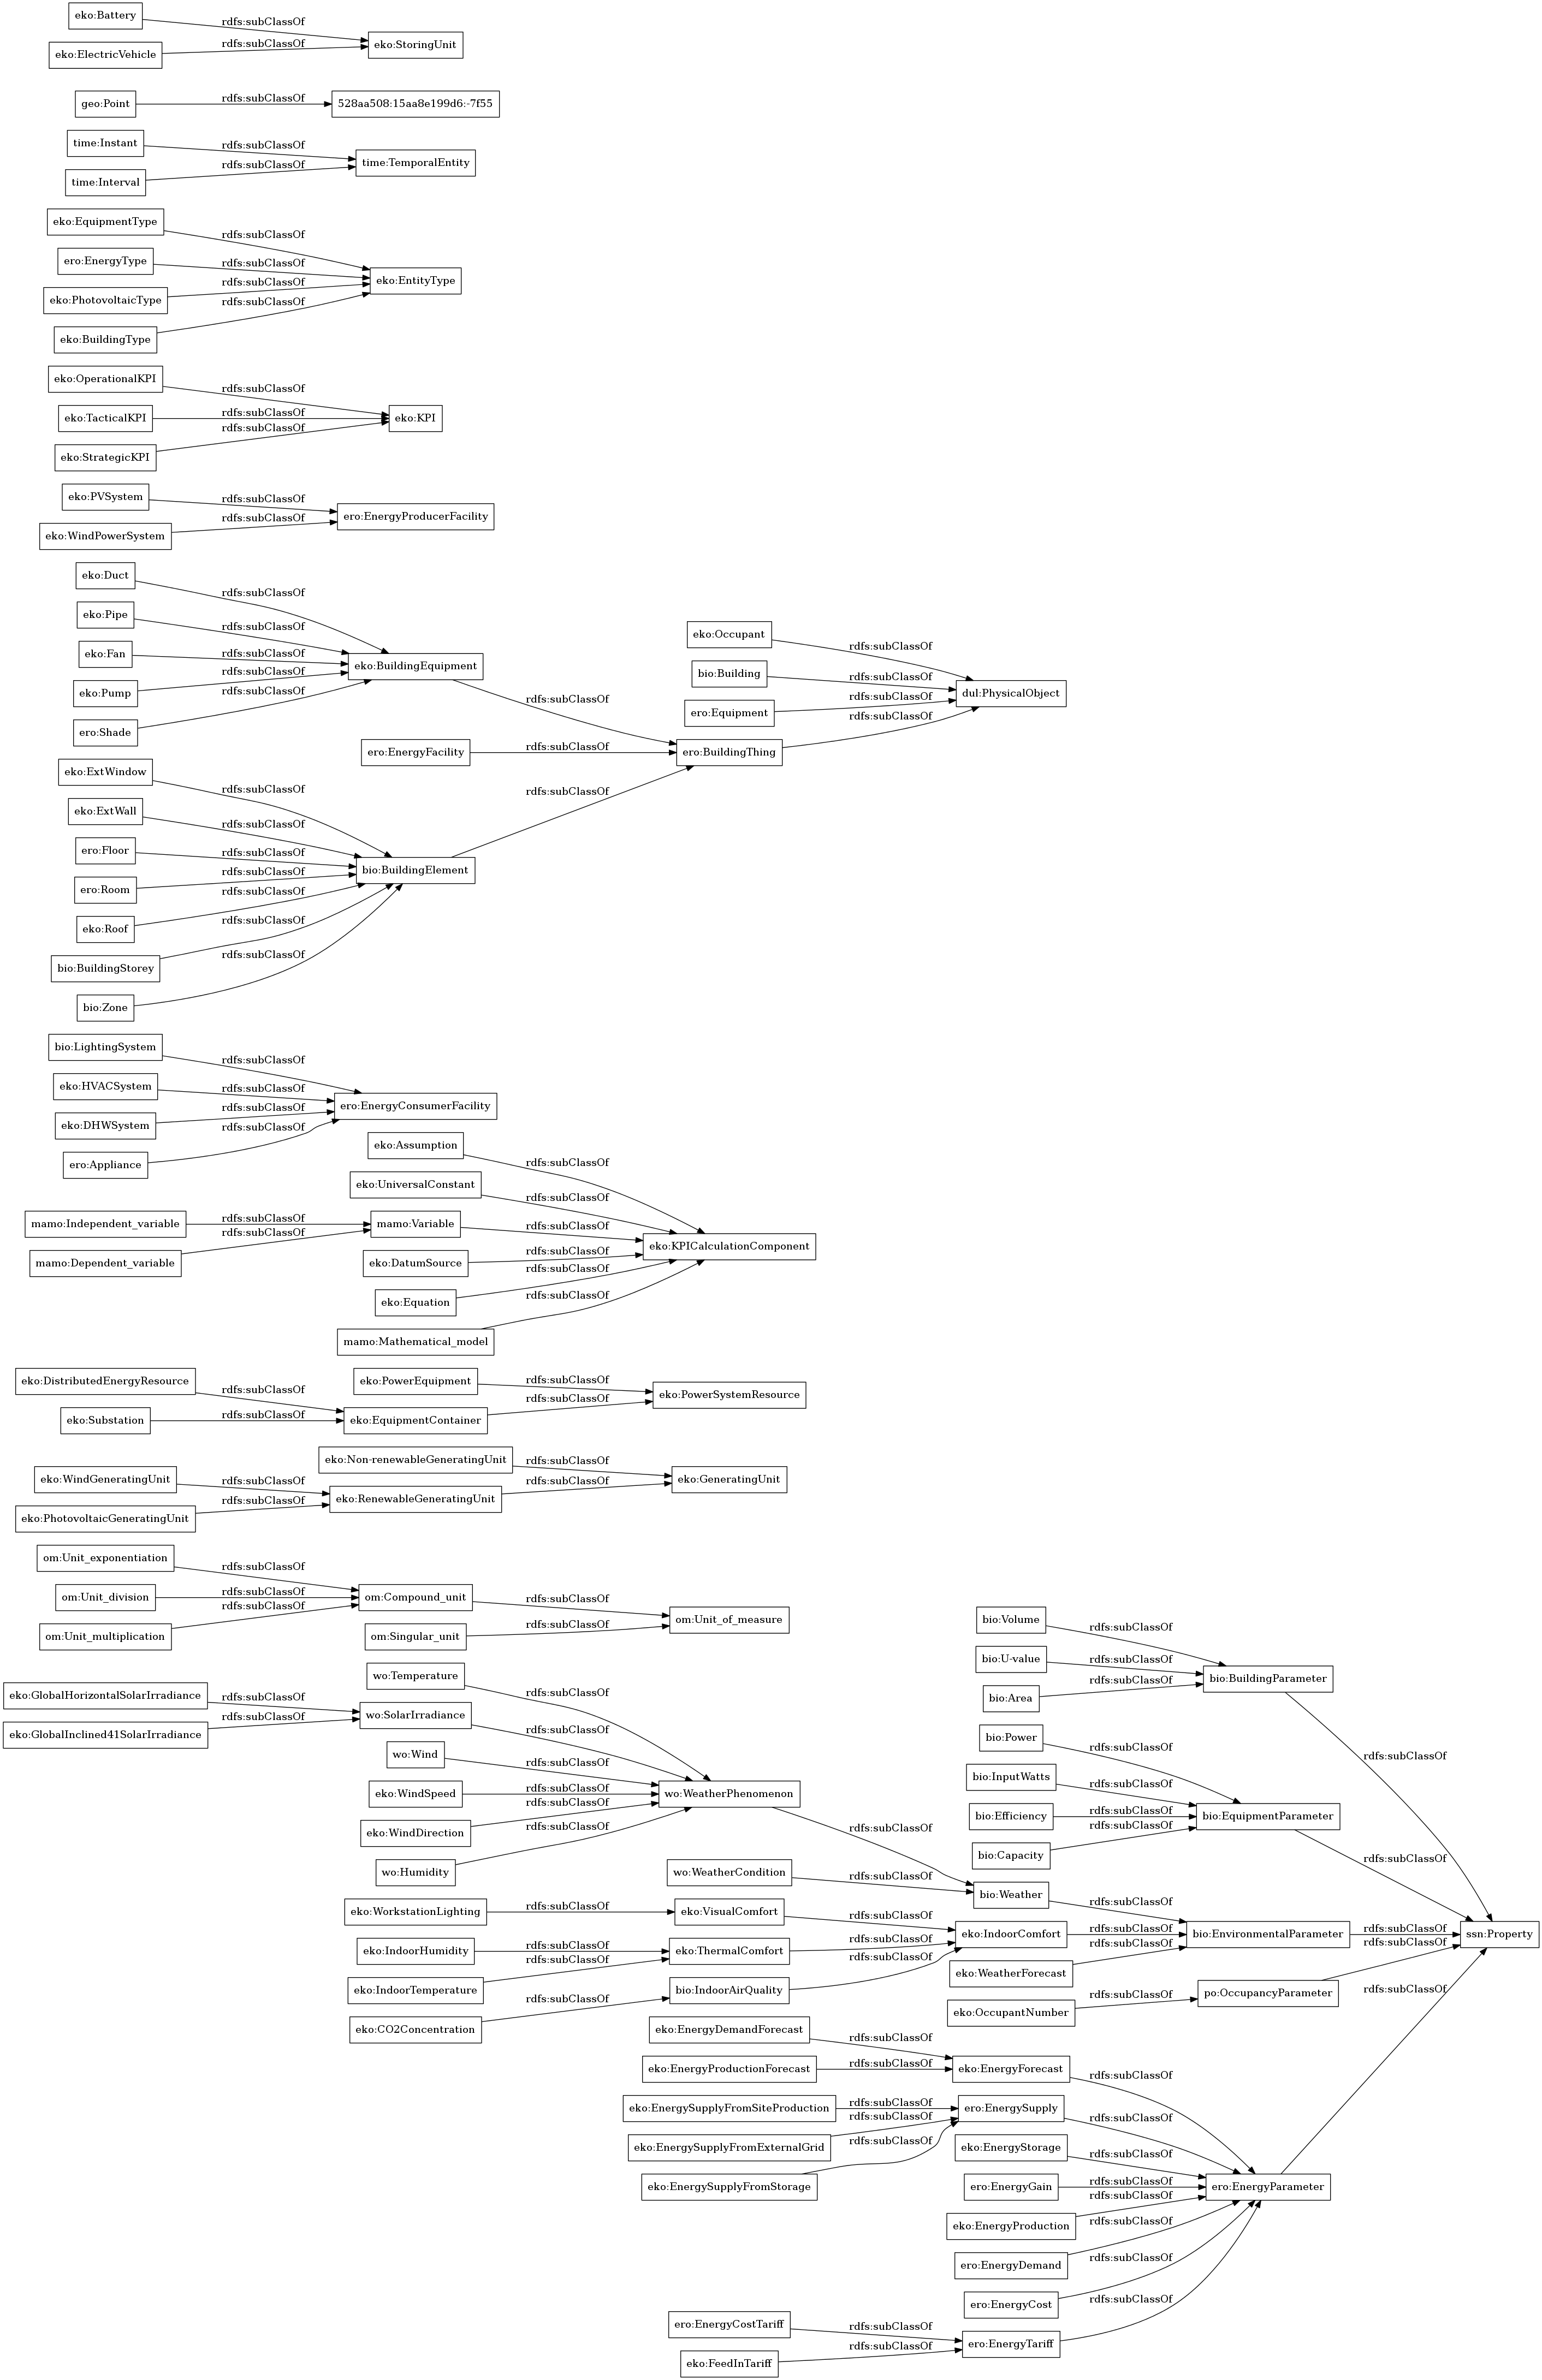 eko:Battery
rdfs:subClassOf
eko:StoringUnit
rdfs:subClassOf
eko:ElectricVehicle
geo:Point
rdfs:subClassOf
528aa508:15aa8e199d6:-7f55
time:Instant
rdfs:subClassOf
time:TemporalEntity
rdfs:subClassOf
time:Interval
eko:EquipmentType
rdfs:subClassOf
ero:EnergyType
rdfs:subClassOf
eko:EntityType
rdfs:subClassOf
eko:PhotovoltaicType
rdfs:subClassOf
eko:BuildingType
eko:OperationalKPI
rdfs:subClassOf
eko:TacticalKPI
rdfs:subClassOf
eko:KPI
rdfs:subClassOf
eko:StrategicKPI
eko:PVSystem
rdfs:subClassOf
ero:EnergyProducerFacility
rdfs:subClassOf
eko:WindPowerSystem
eko:Duct
rdfs:subClassOf
eko:Pipe
rdfs:subClassOf
eko:Fan
rdfs:subClassOf
eko:BuildingEquipment
rdfs:subClassOf
eko:Pump
rdfs:subClassOf
ero:Shade
rdfs:subClassOf
eko:Occupant
rdfs:subClassOf
bio:Building
rdfs:subClassOf
dul:PhysicalObject
rdfs:subClassOf
ero:Equipment
rdfs:subClassOf
ero:EnergyFacility
rdfs:subClassOf
ero:BuildingThing
rdfs:subClassOf
eko:ExtWindow
rdfs:subClassOf
eko:ExtWall
rdfs:subClassOf
ero:Floor
rdfs:subClassOf
bio:BuildingElement
rdfs:subClassOf
ero:Room
rdfs:subClassOf
eko:Roof
rdfs:subClassOf
bio:BuildingStorey
rdfs:subClassOf
bio:Zone
bio:LightingSystem
rdfs:subClassOf
eko:HVACSystem
rdfs:subClassOf
ero:EnergyConsumerFacility
rdfs:subClassOf
eko:DHWSystem
rdfs:subClassOf
ero:Appliance
eko:Assumption
rdfs:subClassOf
eko:UniversalConstant
rdfs:subClassOf
mamo:Independent_variable
rdfs:subClassOf
mamo:Variable
rdfs:subClassOf
rdfs:subClassOf
mamo:Dependent_variable
eko:KPICalculationComponent
eko:DatumSource
rdfs:subClassOf
rdfs:subClassOf
eko:Equation
rdfs:subClassOf
mamo:Mathematical_model
eko:DistributedEnergyResource
rdfs:subClassOf
eko:PowerEquipment
rdfs:subClassOf
eko:PowerSystemResource
rdfs:subClassOf
eko:Substation
rdfs:subClassOf
eko:EquipmentContainer
eko:Non-renewableGeneratingUnit
rdfs:subClassOf
eko:GeneratingUnit
eko:WindGeneratingUnit
rdfs:subClassOf
rdfs:subClassOf
eko:RenewableGeneratingUnit
rdfs:subClassOf
eko:PhotovoltaicGeneratingUnit
om:Unit_exponentiation
rdfs:subClassOf
om:Unit_division
rdfs:subClassOf
om:Compound_unit
rdfs:subClassOf
rdfs:subClassOf
om:Unit_multiplication
om:Unit_of_measure
om:Singular_unit
rdfs:subClassOf
bio:Volume
rdfs:subClassOf
bio:U-value
rdfs:subClassOf
bio:BuildingParameter
rdfs:subClassOf
bio:Area
rdfs:subClassOf
wo:Temperature
rdfs:subClassOf
eko:GlobalHorizontalSolarIrradiance
rdfs:subClassOf
wo:SolarIrradiance
rdfs:subClassOf
rdfs:subClassOf
eko:GlobalInclined41SolarIrradiance
wo:Wind
rdfs:subClassOf
eko:WindSpeed
rdfs:subClassOf
wo:WeatherPhenomenon
rdfs:subClassOf
eko:WindDirection
rdfs:subClassOf
wo:Humidity
rdfs:subClassOf
bio:Power
rdfs:subClassOf
bio:InputWatts
rdfs:subClassOf
bio:Efficiency
rdfs:subClassOf
bio:EquipmentParameter
rdfs:subClassOf
bio:Capacity
rdfs:subClassOf
wo:WeatherCondition
rdfs:subClassOf
bio:Weather
rdfs:subClassOf
eko:WorkstationLighting
rdfs:subClassOf
eko:VisualComfort
rdfs:subClassOf
eko:IndoorComfort
rdfs:subClassOf
bio:EnvironmentalParameter
rdfs:subClassOf
ssn:Property
eko:IndoorHumidity
rdfs:subClassOf
eko:ThermalComfort
rdfs:subClassOf
rdfs:subClassOf
eko:WeatherForecast
rdfs:subClassOf
rdfs:subClassOf
eko:IndoorTemperature
rdfs:subClassOf
bio:IndoorAirQuality
po:OccupancyParameter
rdfs:subClassOf
eko:OccupantNumber
rdfs:subClassOf
eko:CO2Concentration
rdfs:subClassOf
eko:EnergyDemandForecast
rdfs:subClassOf
eko:EnergyProductionForecast
rdfs:subClassOf
eko:EnergyForecast
rdfs:subClassOf
eko:EnergySupplyFromSiteProduction
rdfs:subClassOf
ero:EnergySupply
rdfs:subClassOf
rdfs:subClassOf
eko:EnergySupplyFromExternalGrid
rdfs:subClassOf
eko:EnergySupplyFromStorage
eko:EnergyStorage
rdfs:subClassOf
ero:EnergyGain
rdfs:subClassOf
ero:EnergyParameter
rdfs:subClassOf
eko:EnergyProduction
rdfs:subClassOf
ero:EnergyDemand
rdfs:subClassOf
ero:EnergyCost
rdfs:subClassOf
ero:EnergyCostTariff
rdfs:subClassOf
ero:EnergyTariff
rdfs:subClassOf
eko:FeedInTariff